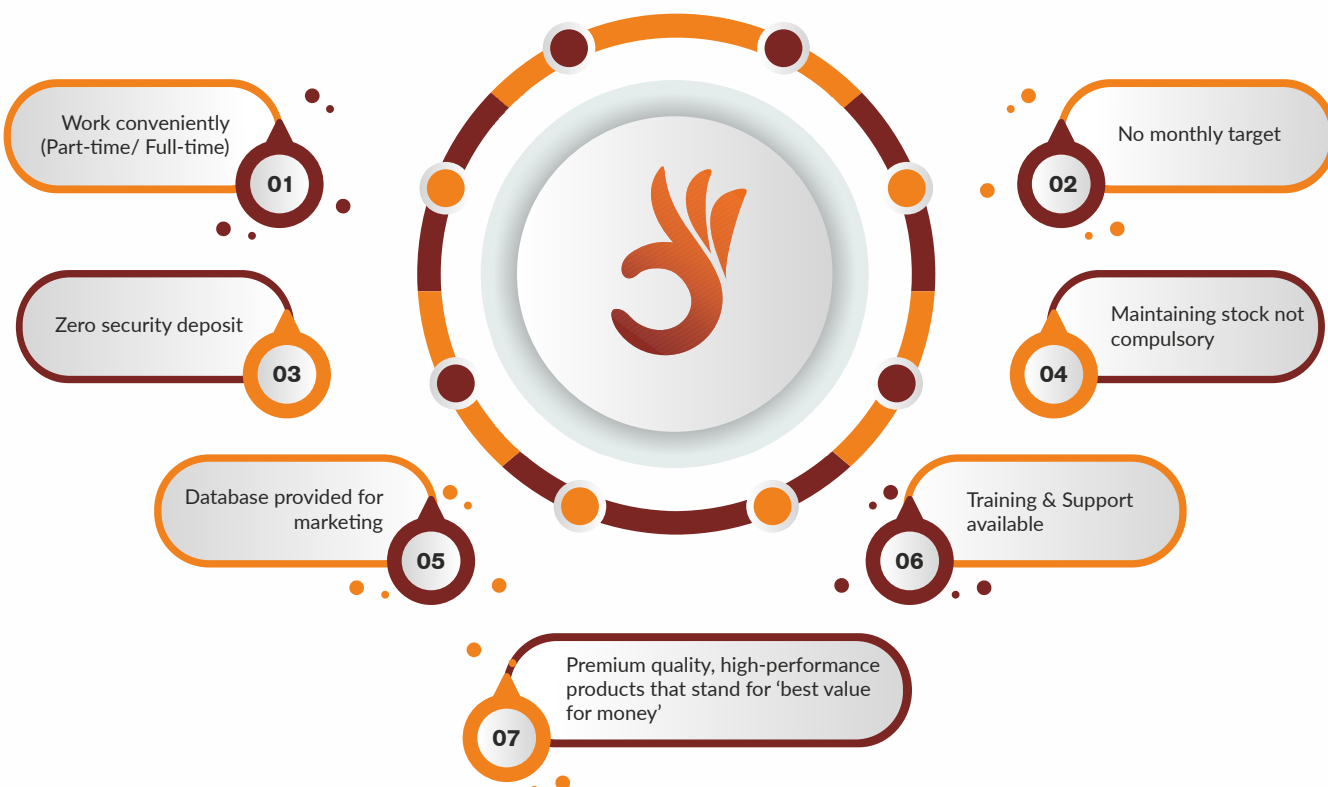 Work conveniently
(Part-time/ Full-time)
01
No monthly target
02
Zero security deposit
03
Maintaining stock not
compulsory
04
Database provided for
marketing
05
Training & Support
available
06
Premium quality, high-performance
products that stand for ‘best value
for money’
07